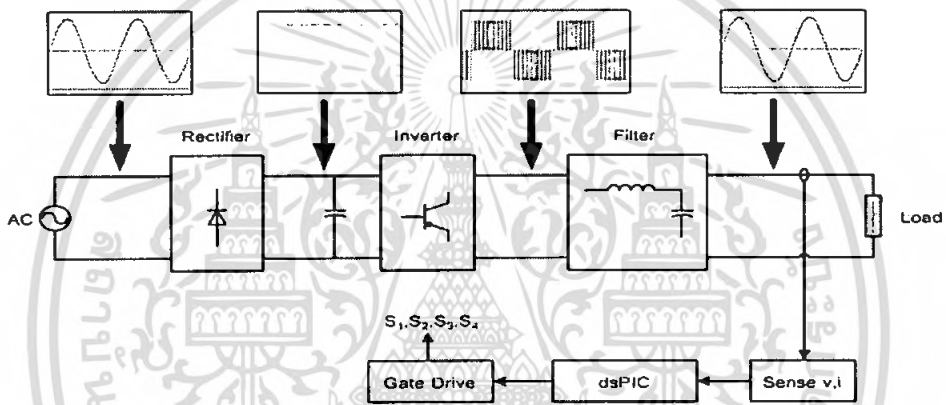 Rectifier
Inverter
Filter
AC
Load
S1,S2,S3,S4
Gate Drive
dsPIC
Sense v,i